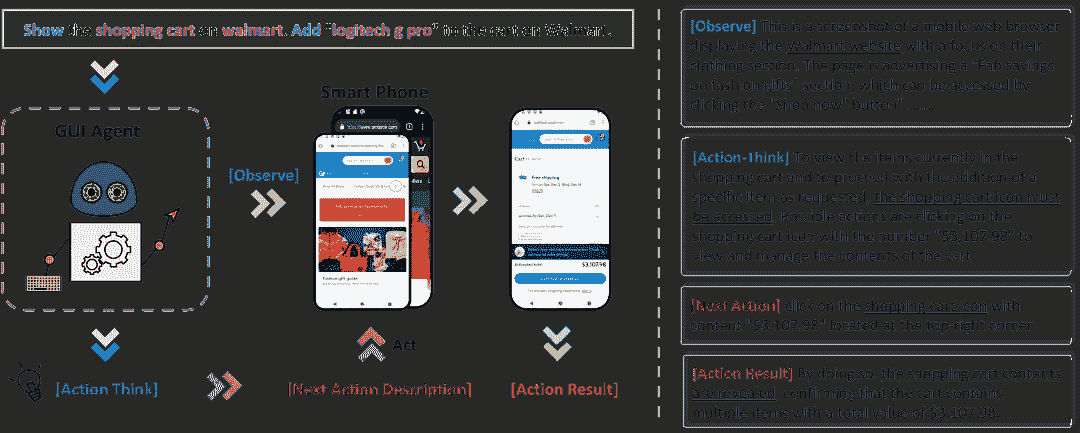 Show the shopping cart on walmart. Add "logitech g pro" to the cart on Walmart.
GUI Agent
Smart Phone
[Observe]
Cart
Free shipping
$3,107.98
Act
[Action Think]
[Next Action Description]
[Action Result]
[Observe] This is a screenshot of a mobile web browser
displaying the Walmart website with a focus on their
clothing section. The page is advertising a "Fab savings
on fash on gifts" section, which can be accessed by
clicking the "Shop now" button"......
[Action-Think] To view the items currently in the
shopping cart and to proceed with the addition of a
specific item as requested, the shopping cart icon must
be accessed. Possible actions are clicking on the
shopping cart icon with the number "$3,107.98" to
view and manage the contents of the cart.
[Next Action] click on the shopping cart icon with
content "$3,107.98" located at the top-right corner
[Action Result] By doing so, the shopping cart contents
are revealed, confirming that the cart contains
multiple items with a total value of $3,107.98....